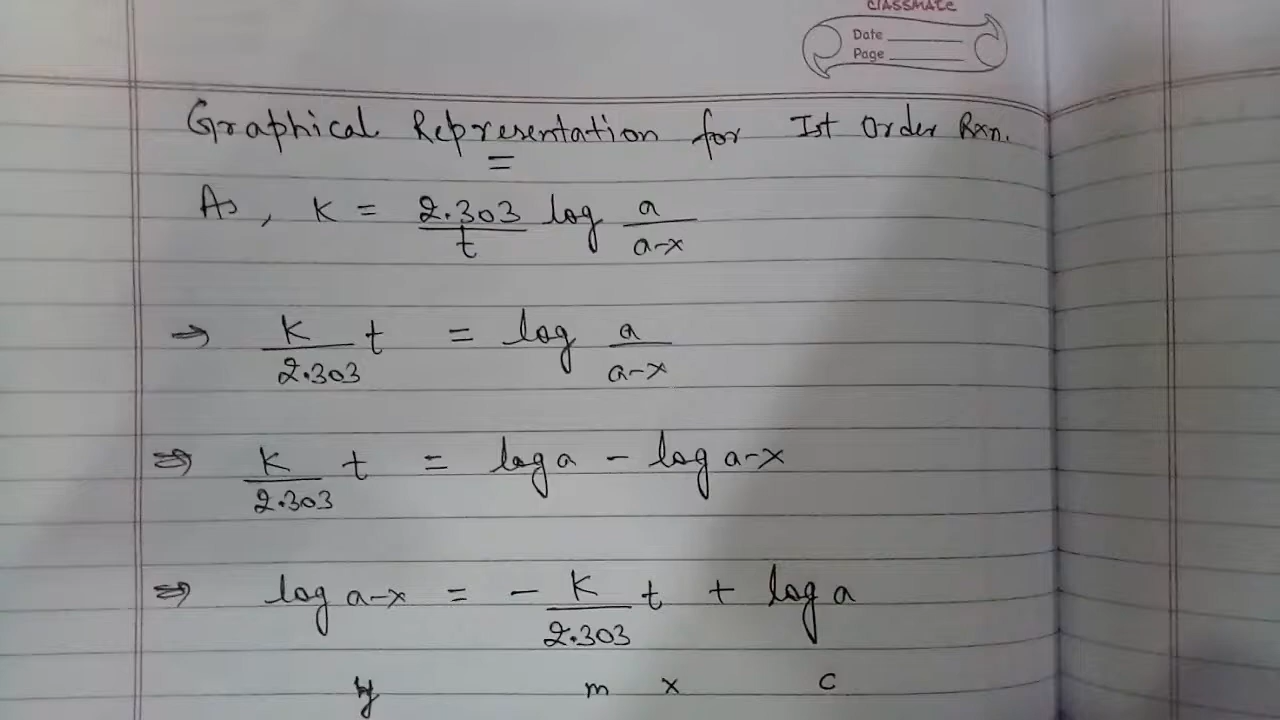 classmate
Date
Page
Graphical Representation for Ist Order Rxn.
=
As, K = 2.303/t log a/a-x
⇒ K/2.303 t = log a/a-x
⇒ K/2.303 t = log a - log a-x
⇒ log a-x = - K/2.303 t + log a
y m x c